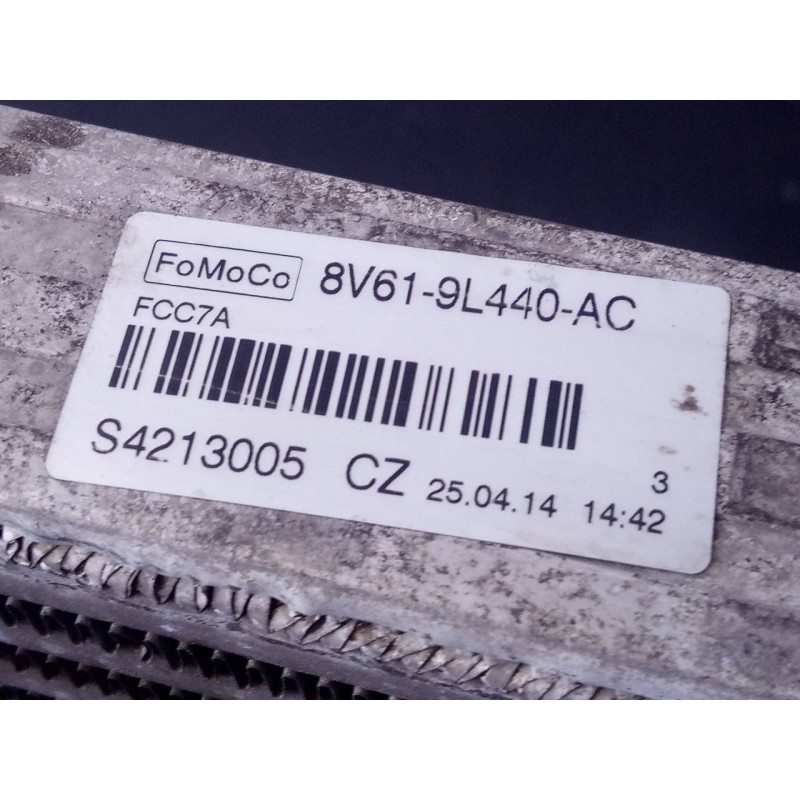 FoMoCo 8V61-9L440-AC
FCC7A
3
S4213005 CZ 25.04.14 14:42